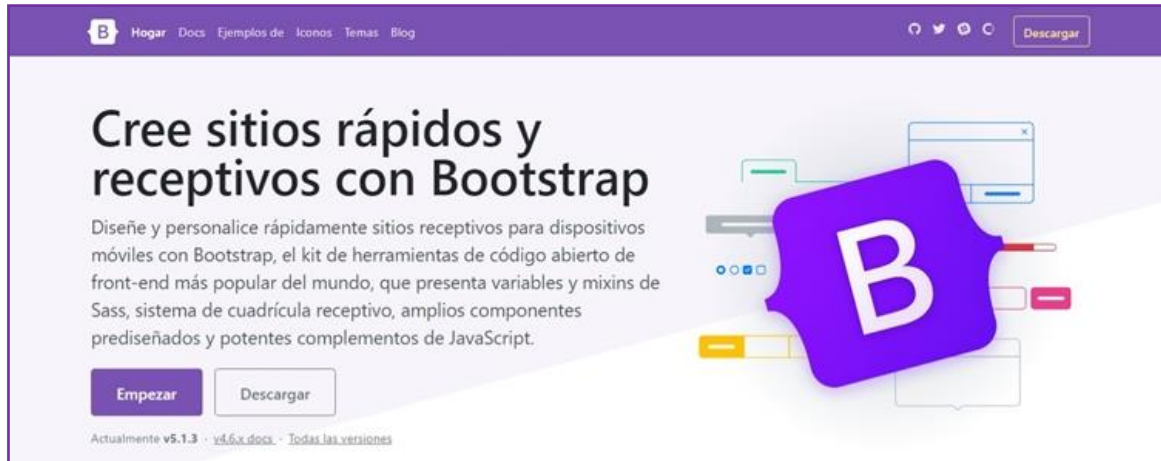 B Hogar Docs Ejemplos de Iconos Temas Blog Descargar
Cree sitios rápidos y
receptivos con Bootstrap
Diseñe y personalice rápidamente sitios receptivos para dispositivos
móviles con Bootstrap, el kit de herramientas de código abierto de
front-end más popular del mundo, que presenta variables y mixins de
Sass, sistema de cuadrícula receptivo, amplios componentes
prediseñados y potentes complementos de JavaScript.
B
Empezar Descargar
Actualmente v5.1.3 · v4.6.x docs · Todas las versiones